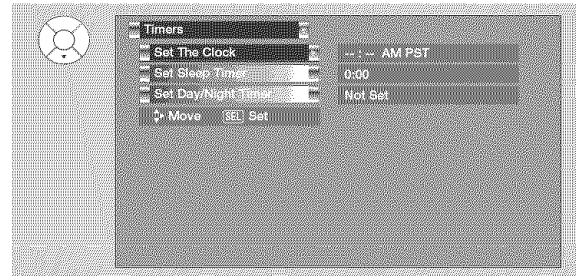 Timers
Set The Clock -- : -- AM PST
Set Sleep Timer 0:00
Set Day/Night Timer Not Set
Move SEL Set